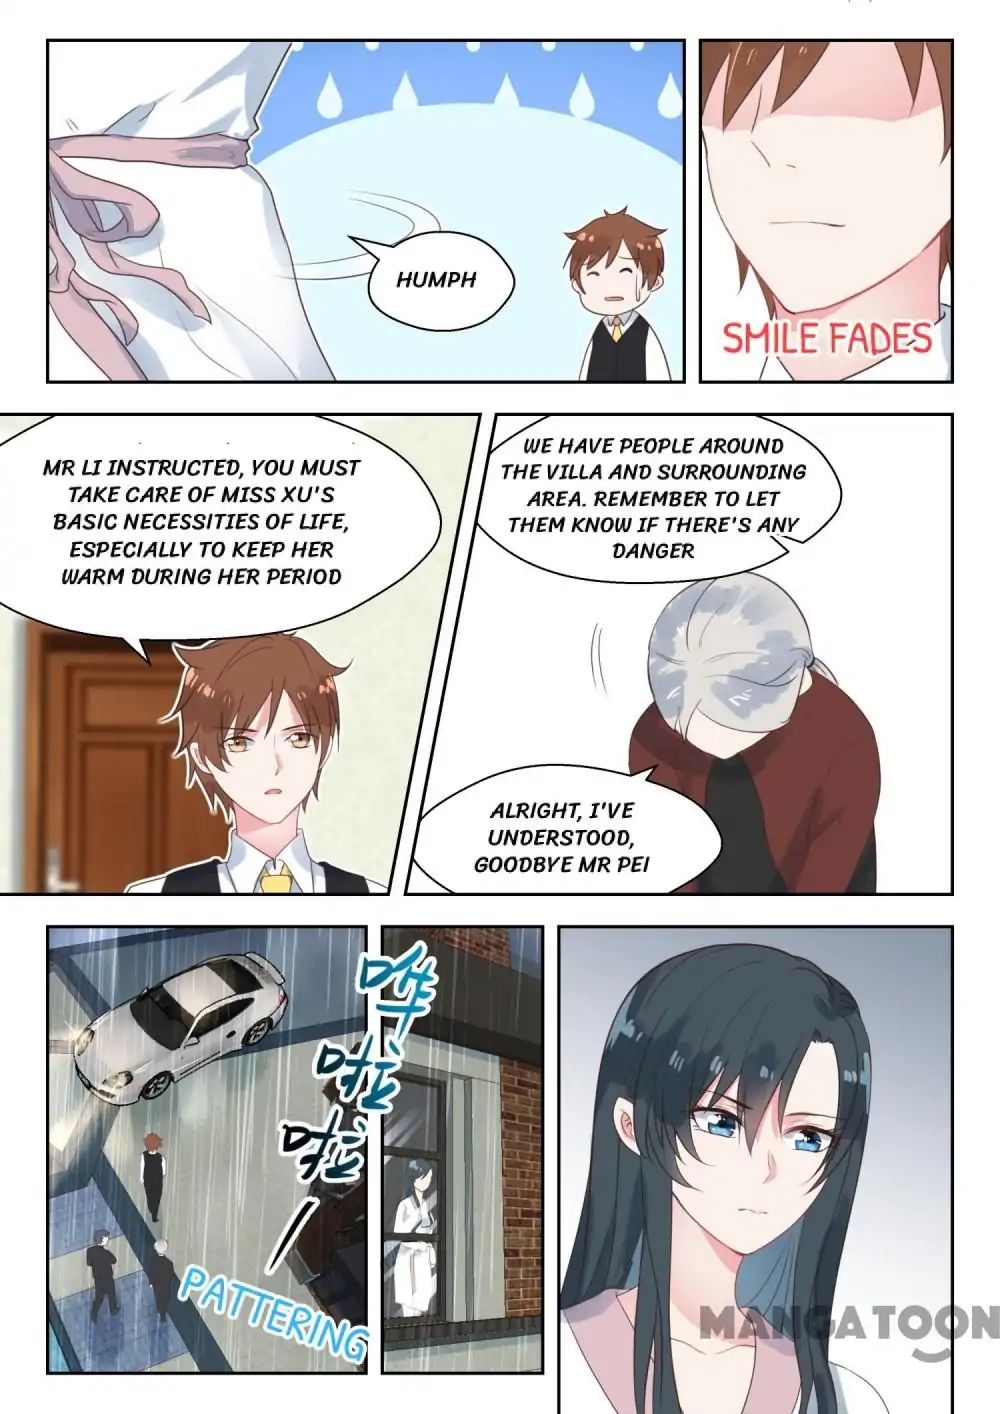 HUMPH
SMILE FADES
MR LI INSTRUCTED, YOU MUST
TAKE CARE OF MISS XU'S
BASIC NECESSITIES OF LIFE,
ESPECIALLY TO KEEP HER
WARM DURING HER PERIOD
WE HAVE PEOPLE AROUND
THE VILLA AND SURROUNDING
AREA. REMEMBER TO LET
THEM KNOW IF THERE'S ANY
DANGER
ALRIGHT, I'VE
UNDERSTOOD,
GOODBYE MR PEI
哗啦啦—
PATTERING
MANGATOON